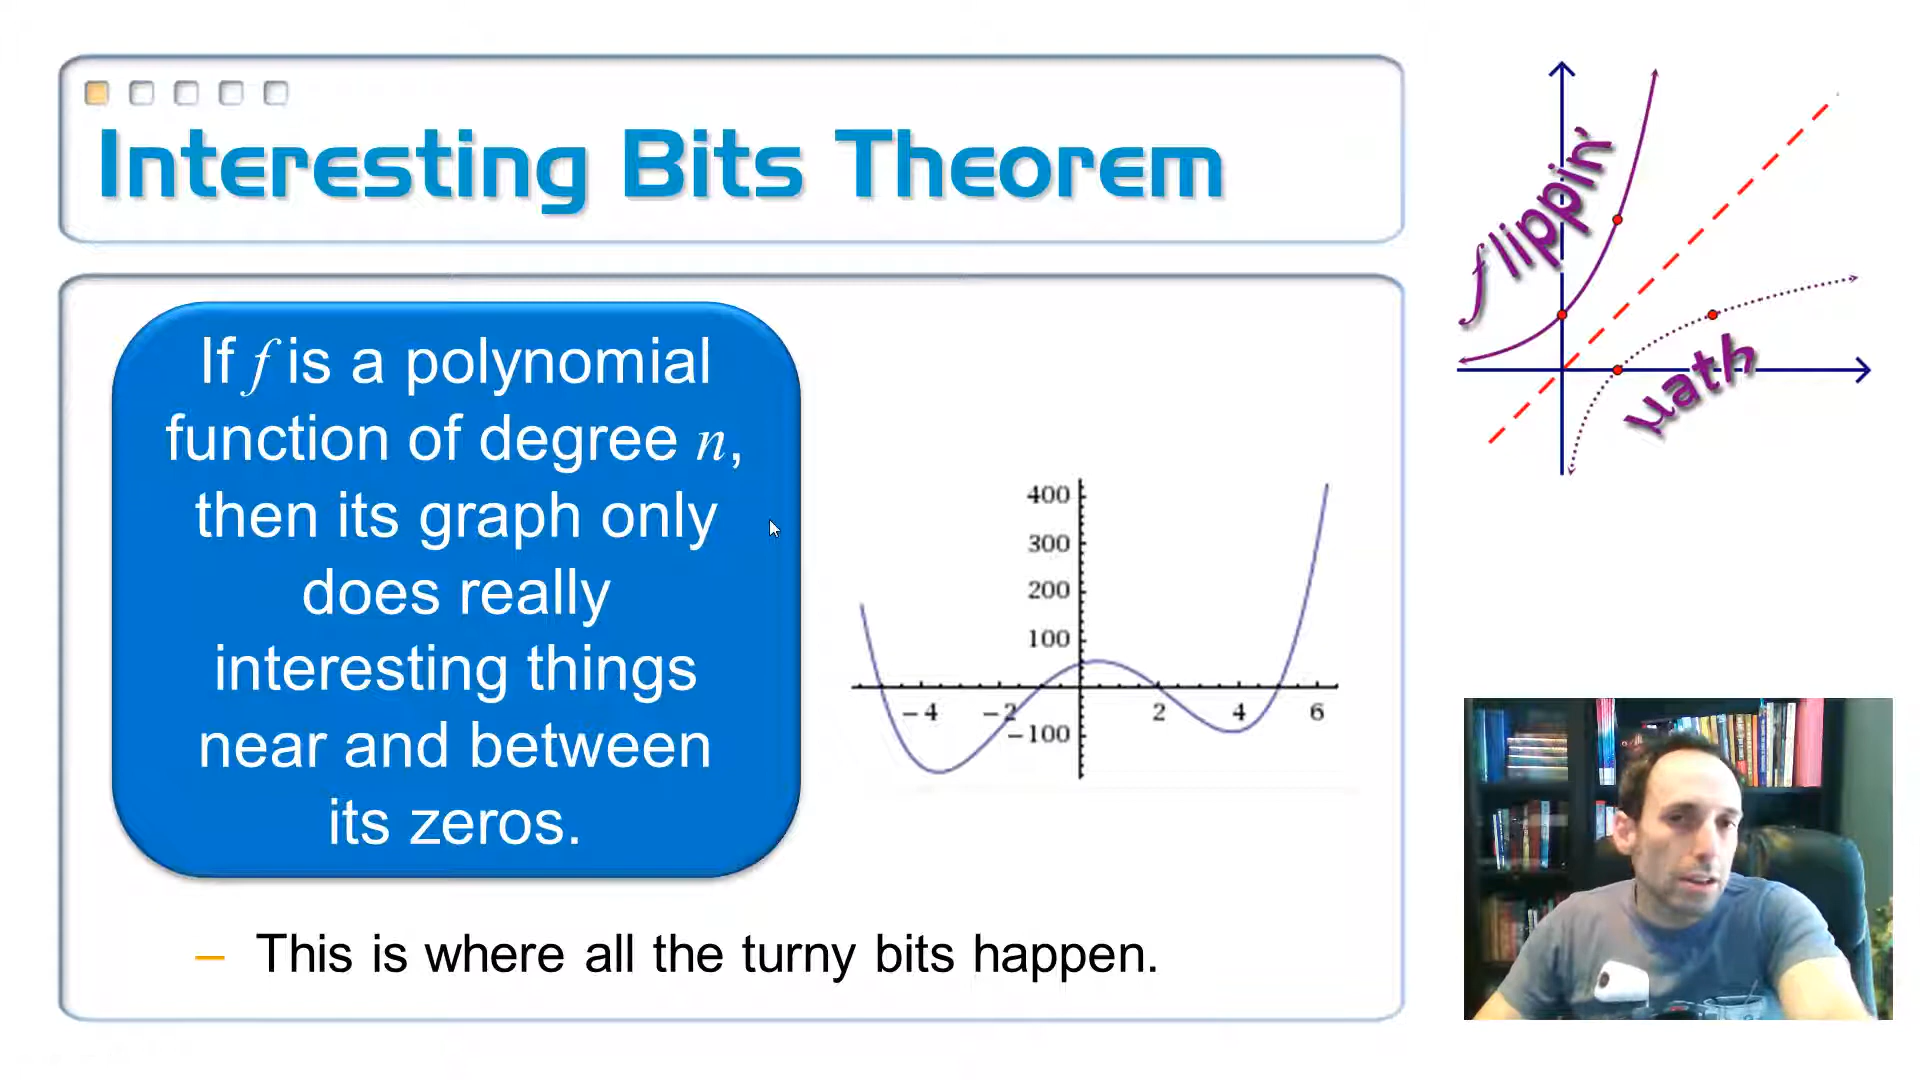 Interesting Bits Theorem
If f is a polynomial
function of degree n,
then its graph only
does really
interesting things
near and between
its zeros.
400
300
200
100
−4
−2
2
4
6
−100
– This is where all the turny bits happen.
flippin'
math